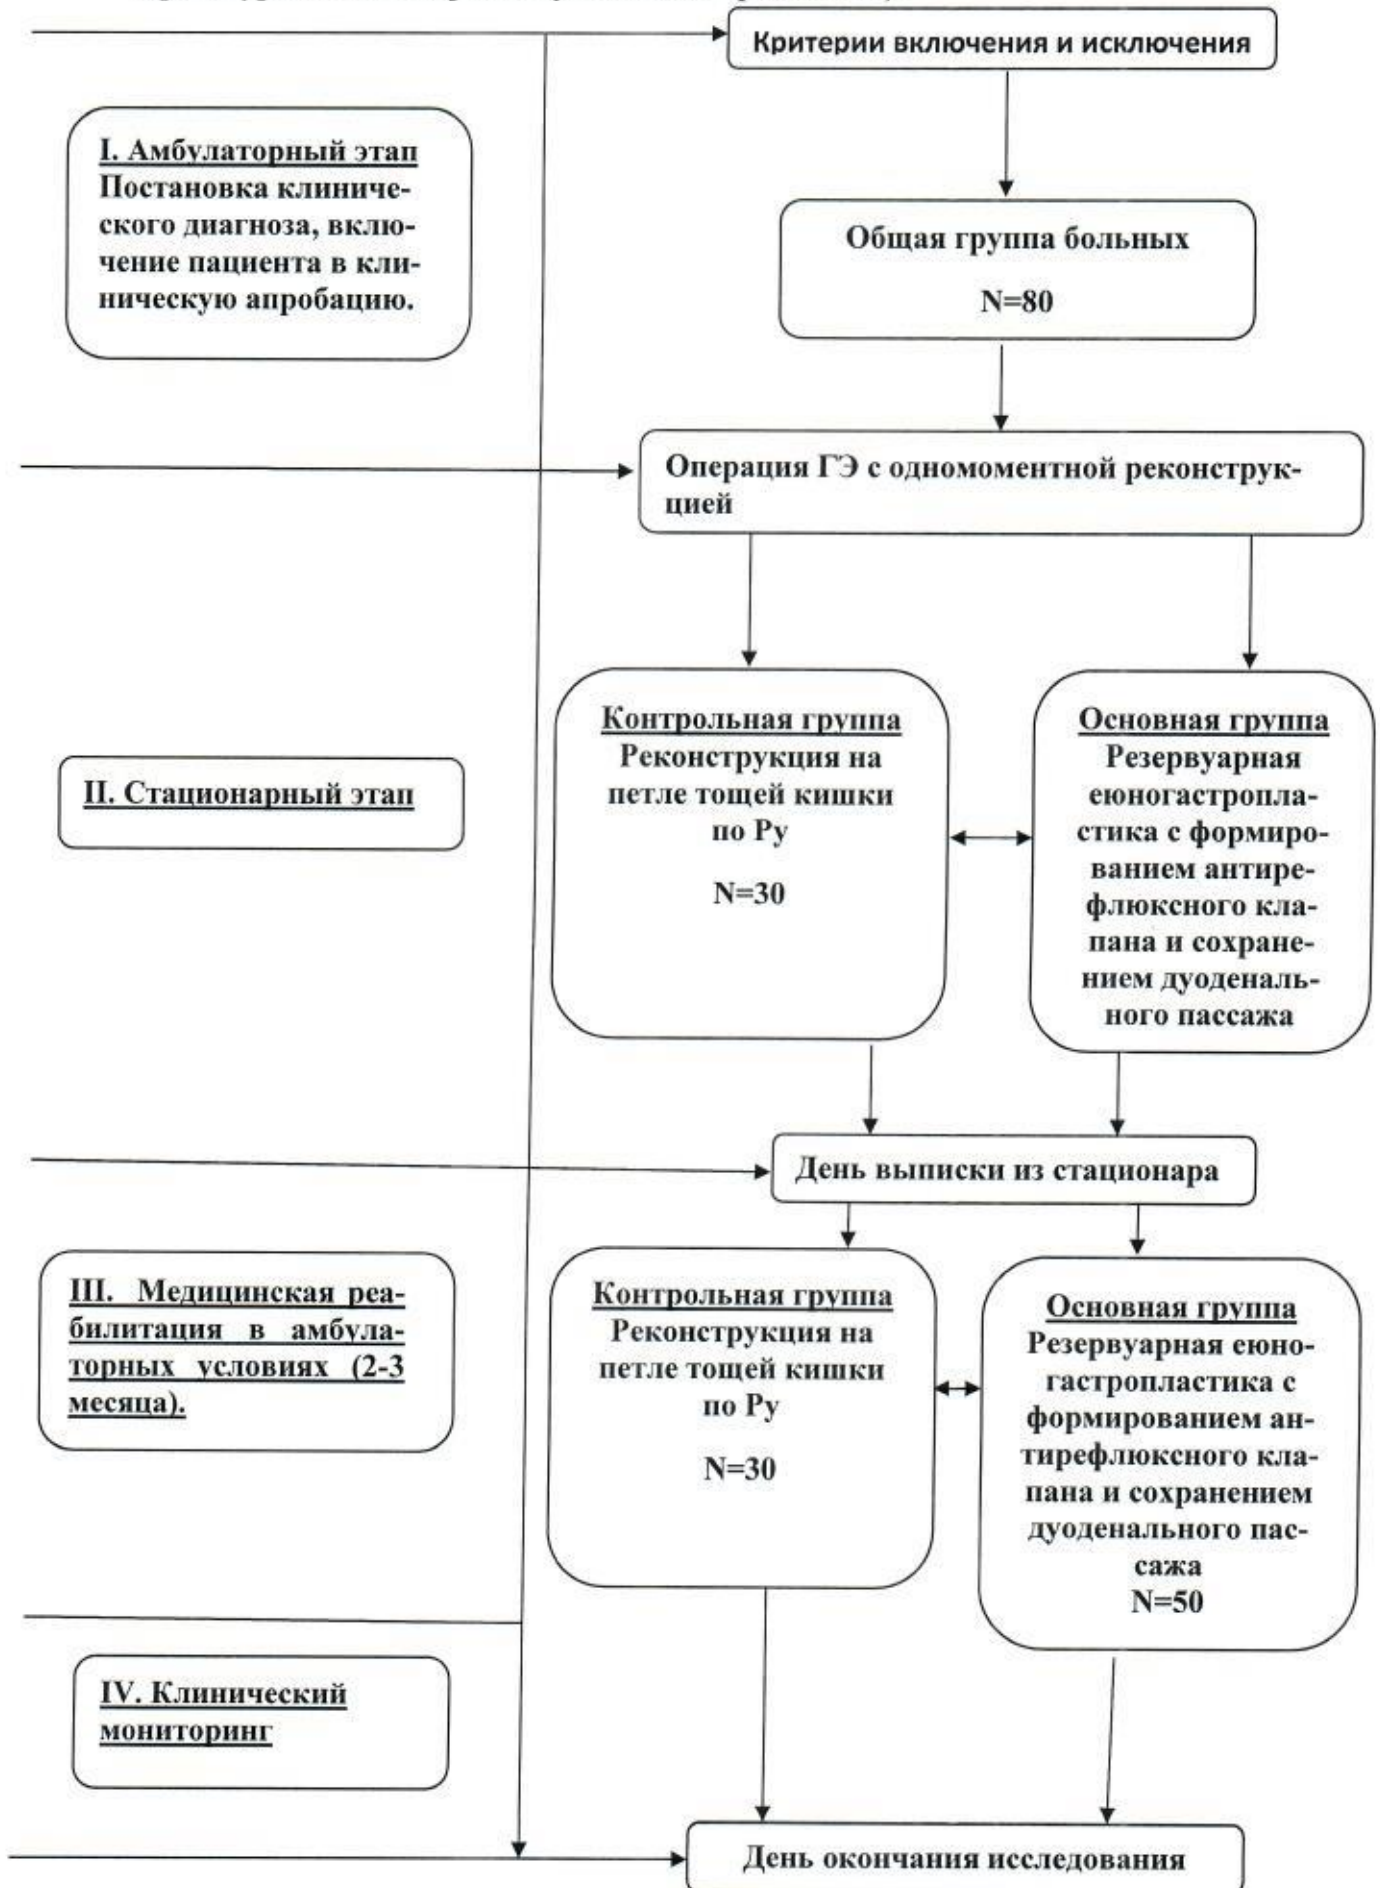 Критерии включения и исключения
I. Амбулаторный этап
Постановка клиниче-
ского диагноза, вклю-
чение пациента в кли-
ническую апробацию.
Общая группа больных
N=80
Операция ГЭ с одномоментной реконструк-
цией
II. Стационарный этап
Контрольная группа
Реконструкция на
петле тощей кишки
по Ру
N=30
Основная группа
Резервуарная
еюногастропла-
стика с формиро-
ванием антире-
флюксного кла-
пана и сохране-
нием дуоденаль-
ного пассажа
День выписки из стационара
III. Медицинская реа-
билитация в амбула-
торных условиях (2-3
месяца).
Контрольная группа
Реконструкция на
петле тощей кишки
по Ру
N=30
Основная группа
Резервуарная еюно-
гастропластика с
формированием ан-
тирефлюксного кла-
пана и сохранением
дуоденального пас-
сажа
N=50
IV. Клинический
мониторинг
День окончания исследования